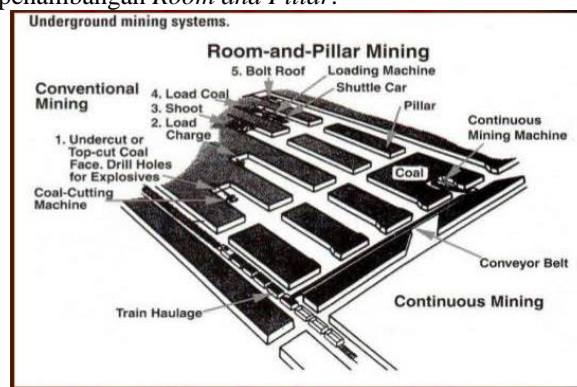 penambangan Room and Pillar.
Underground mining systems.
Room-and-Pillar Mining
Conventional
Mining
5. Bolt Roof
4. Load Coal
3. Shoot
2. Load
Charge
1. Undercut or
Top-cut Coal
Face. Drill Holes
for Explosives
Coal-Cutting
Machine
Loading Machine
Shuttle Car
Pillar
Continuous
Mining Machine
Coal
Conveyor Belt
Continuous Mining
Train Haulage